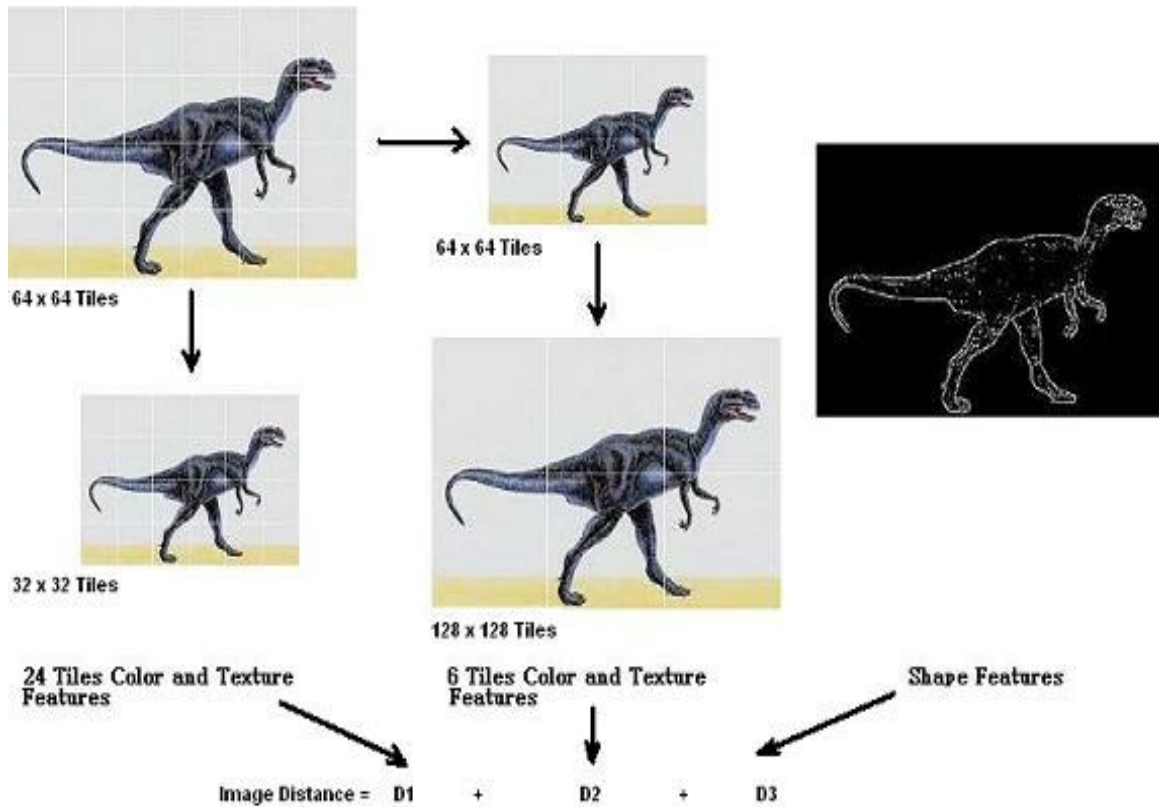 64 x 64 Tiles
64 x 64 Tiles
32 x 32 Tiles
128 x 128 Tiles
24 Tiles Color and Texture
Features
6 Tiles Color and Texture
Features
Shape Features
Image Distance = D1 + D2 + D3